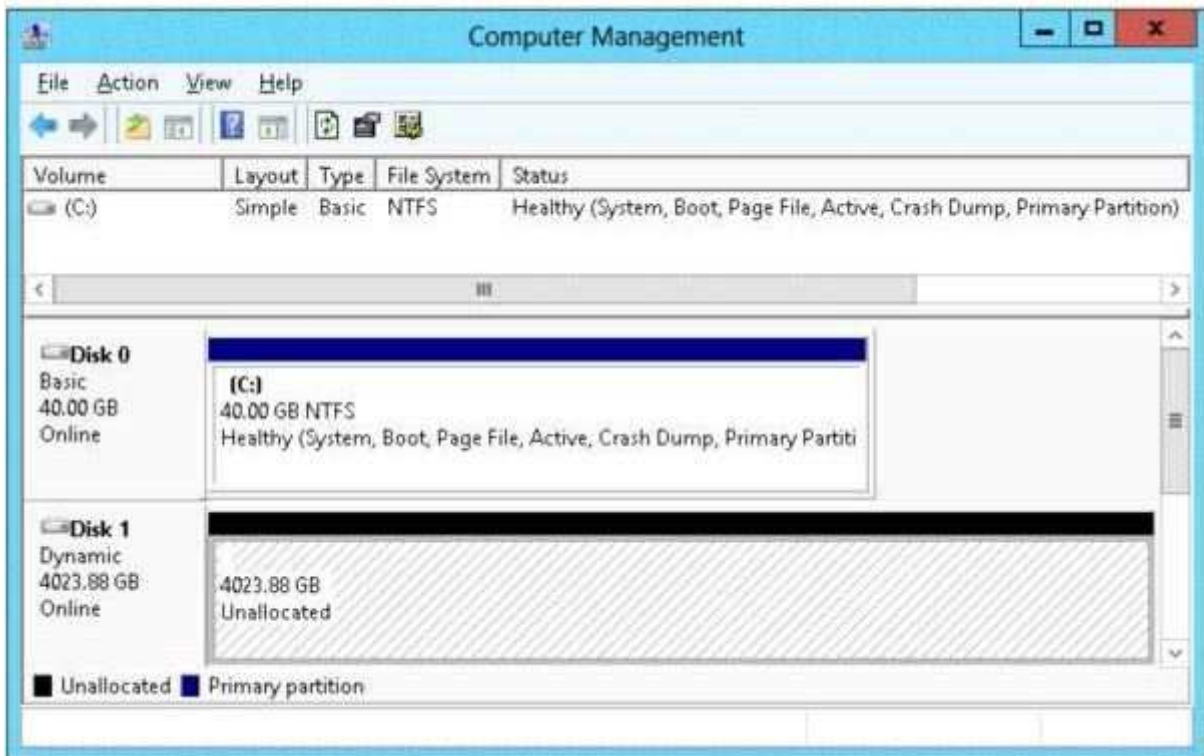 Computer Management
File Action View Help
Volume Layout Type File System Status
(C:) Simple Basic NTFS Healthy (System, Boot, Page File, Active, Crash Dump, Primary Partition)
Disk 0
Basic
40.00 GB
Online
(C:)
40.00 GB NTFS
Healthy (System, Boot, Page File, Active, Crash Dump, Primary Partiti
Disk 1
Dynamic
4023.88 GB
Online
4023.88 GB
Unallocated
Unallocated Primary partition